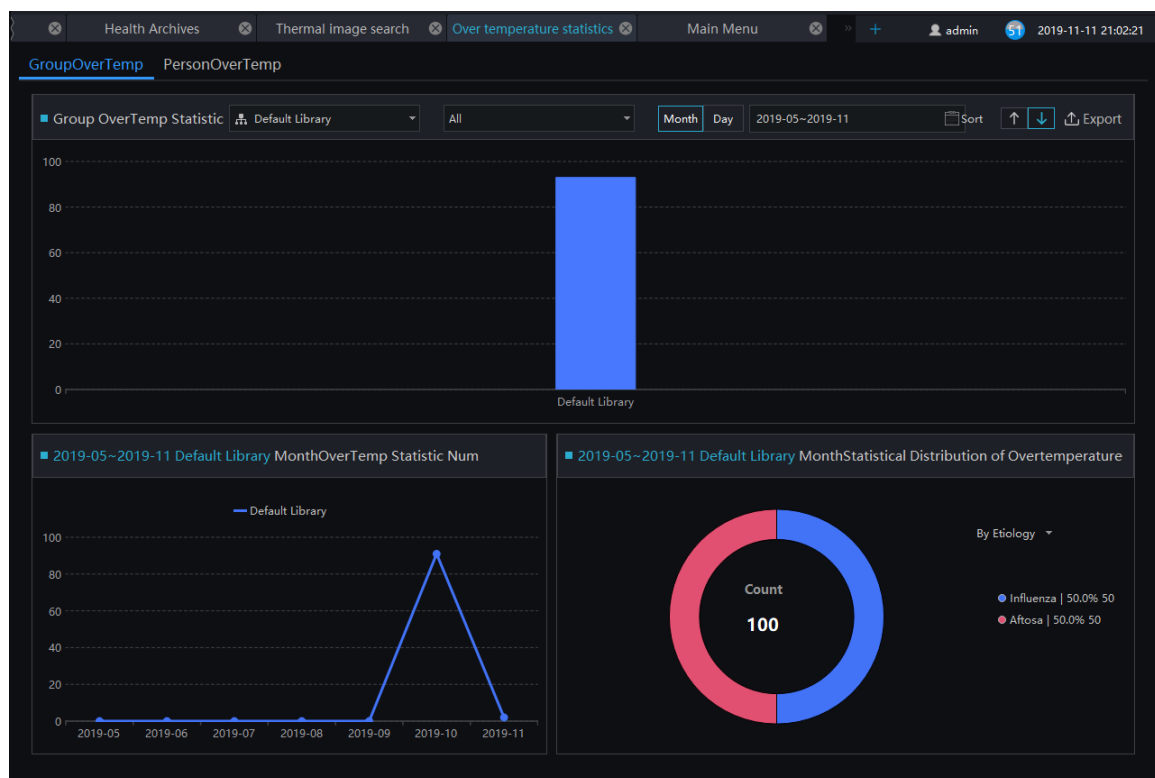 Health Archives Thermal image search Over temperature statistics Main Menu » + admin 51 2019-11-11 21:02:21
GroupOverTemp PersonOverTemp
Group OverTemp Statistic Default Library All Month Day 2019-05~2019-11 Sort ↑ ↓ Export
100
80
60
40
20
0
Default Library
2019-05~2019-11 Default Library MonthOverTemp Statistic Num
Default Library
100
80
60
40
20
0
2019-05 2019-06 2019-07 2019-08 2019-09 2019-10 2019-11
2019-05~2019-11 Default Library MonthStatistical Distribution of Overtemperature
By Etiology
Count
100
Influenza | 50.0% 50
Aftosa | 50.0% 50